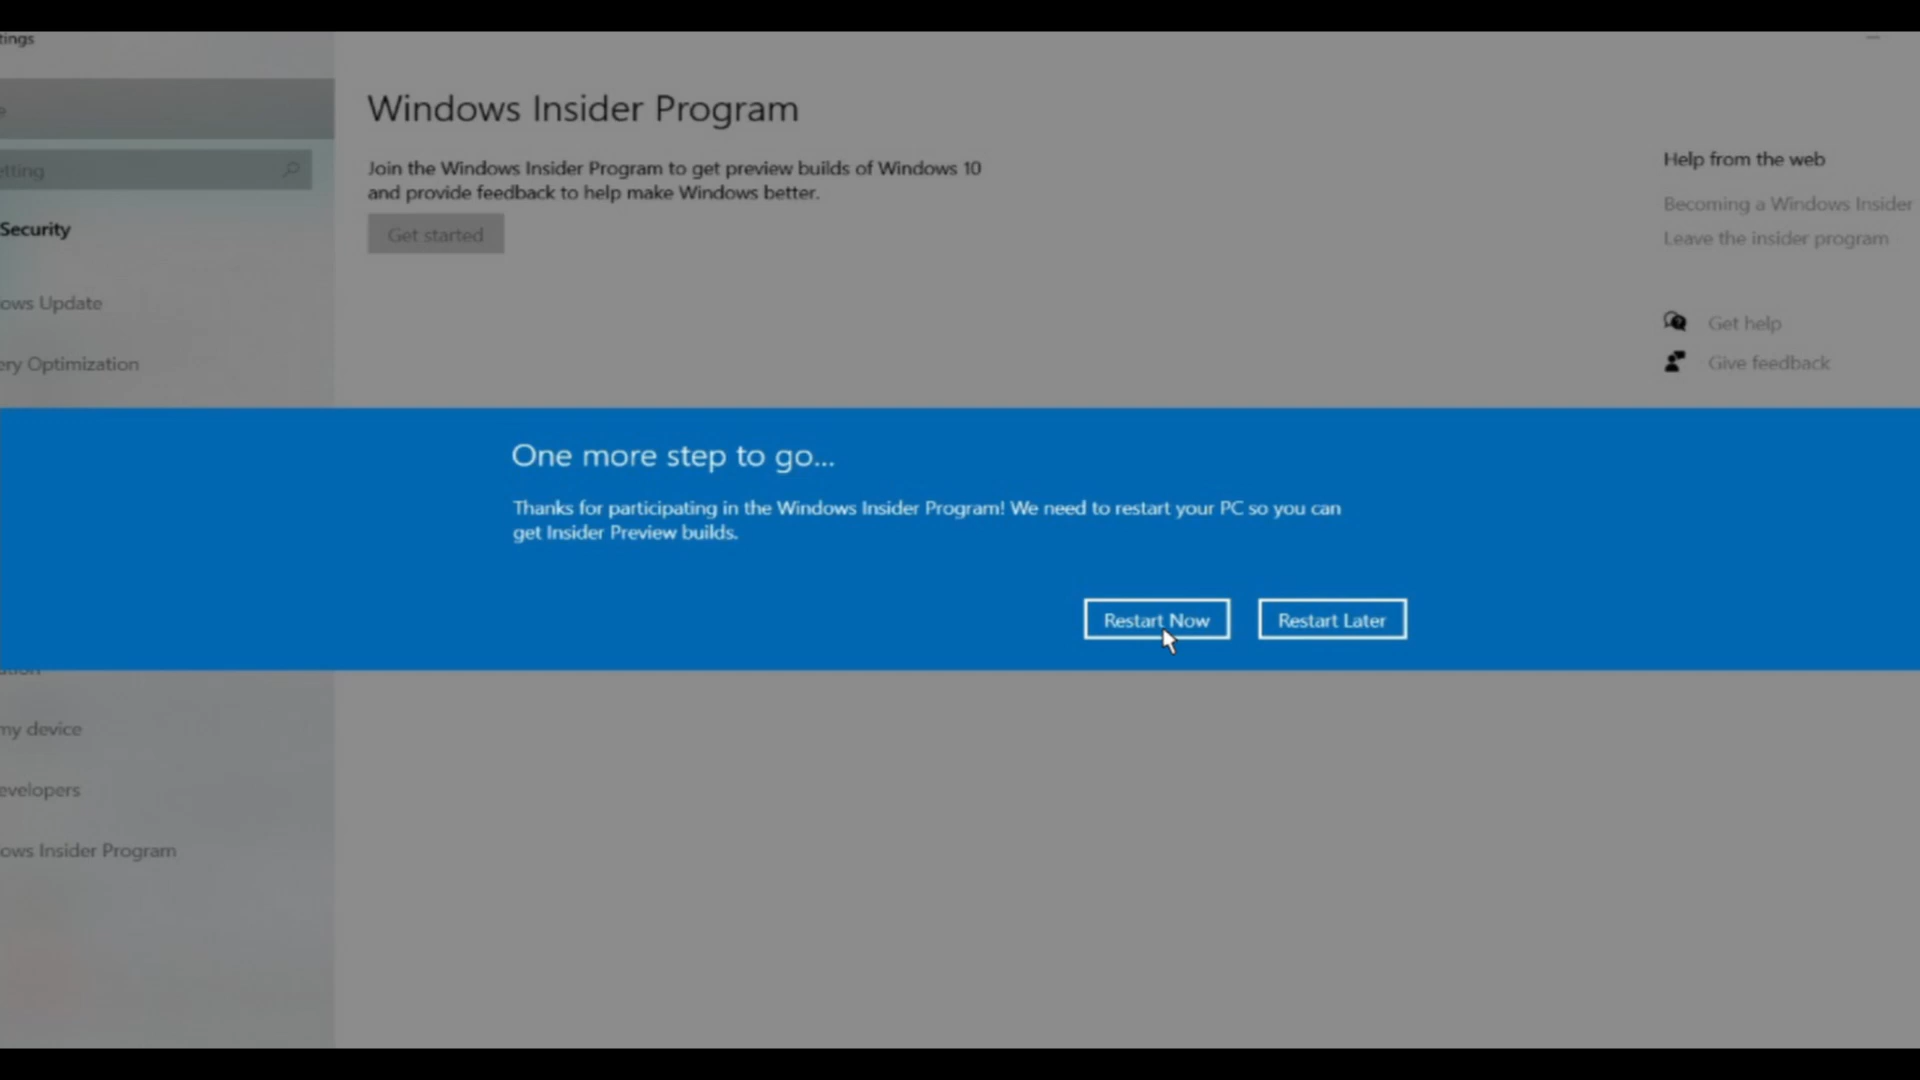 tings
Windows Insider Program
Join the Windows Insider Program to get preview builds of Windows 10
and provide feedback to help make Windows better.
Get started
Help from the web
Becoming a Windows Insider
Leave the insider program
Get help
Give feedback
etting
Security
ows Update
ery Optimization
One more step to go...
Thanks for participating in the Windows Insider Program! We need to restart your PC so you can
get Insider Preview builds.
Restart Now
Restart Later
my device
evelopers
ows Insider Program